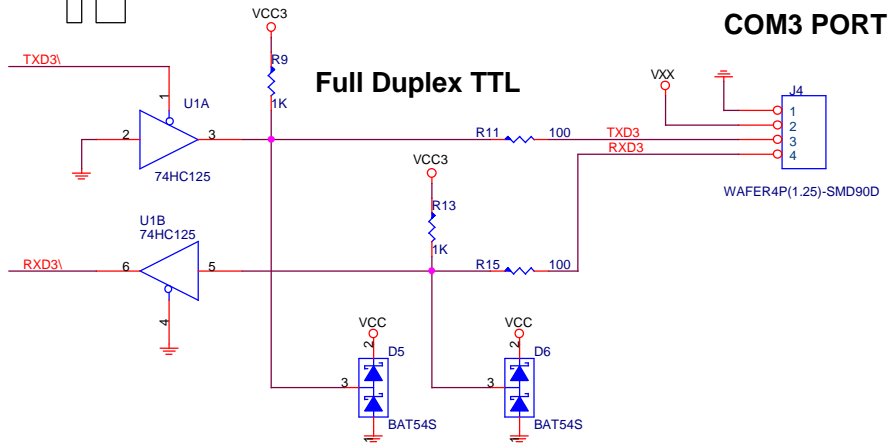 VCC3
COM3 PORT
TXD3\
R9
Full Duplex TTL
VXX
1
U1A
1K
J4
2
3
R11
100
TXD3
RXD3
1
2
3
4
74HC125
VCC3
WAFER4P(1.25)-SMD90D
R13
U1B
74HC125
1K
RXD3\
6
5
R15
100
4
VCC
VCC
2
D5
2
D6
3
3
BAT54S
BAT54S
1
1